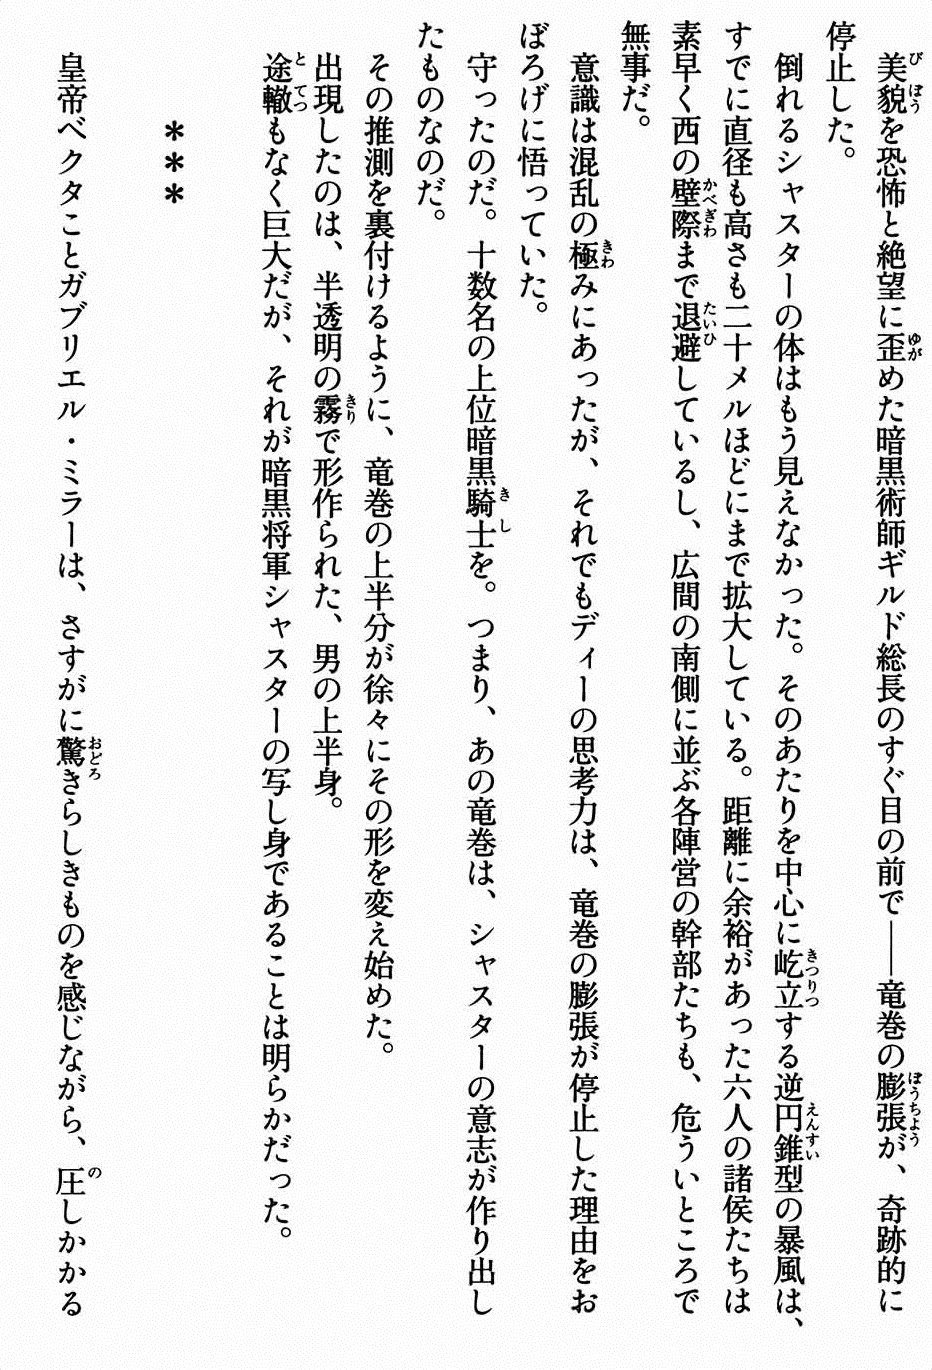 美貌を恐怖と絶望に歪めた暗黒術師ギルド総長のすぐ目の前で――竜巻の膨張が、奇跡的に
停止した。
倒れるシャスターの体はもう見えなかった。そのあたりを中心に屹立する逆円錐型の暴風は、
すでに直径も高さも二十メルほどにまで拡大している。距離に余裕があった六人の諸侯たちは
素早く西の壁際まで退避しているし、広間の南側に並ぶ各陣営の幹部たちも、危ういところで
無事だ。
意識は混乱の極みにあったが、それでもディーの思考力は、竜巻の膨張が停止した理由をお
ぼろげに悟っていた。
守ったのだ。十数名の上位暗黒騎士を。つまり、あの竜巻は、シャスターの意志が作り出し
たものなのだ。
その推測を裏付けるように、竜巻の上半分が徐々にその形を変え始めた。
出現したのは、半透明の霧で形作られた、男の上半身。
途轍もなく巨大だが、それが暗黒将軍シャスターの写し身であることは明らかだった。
＊＊＊
皇帝ベクタことガブリエル・ミラーは、さすがに驚きらしきものを感じながら、圧しかかる